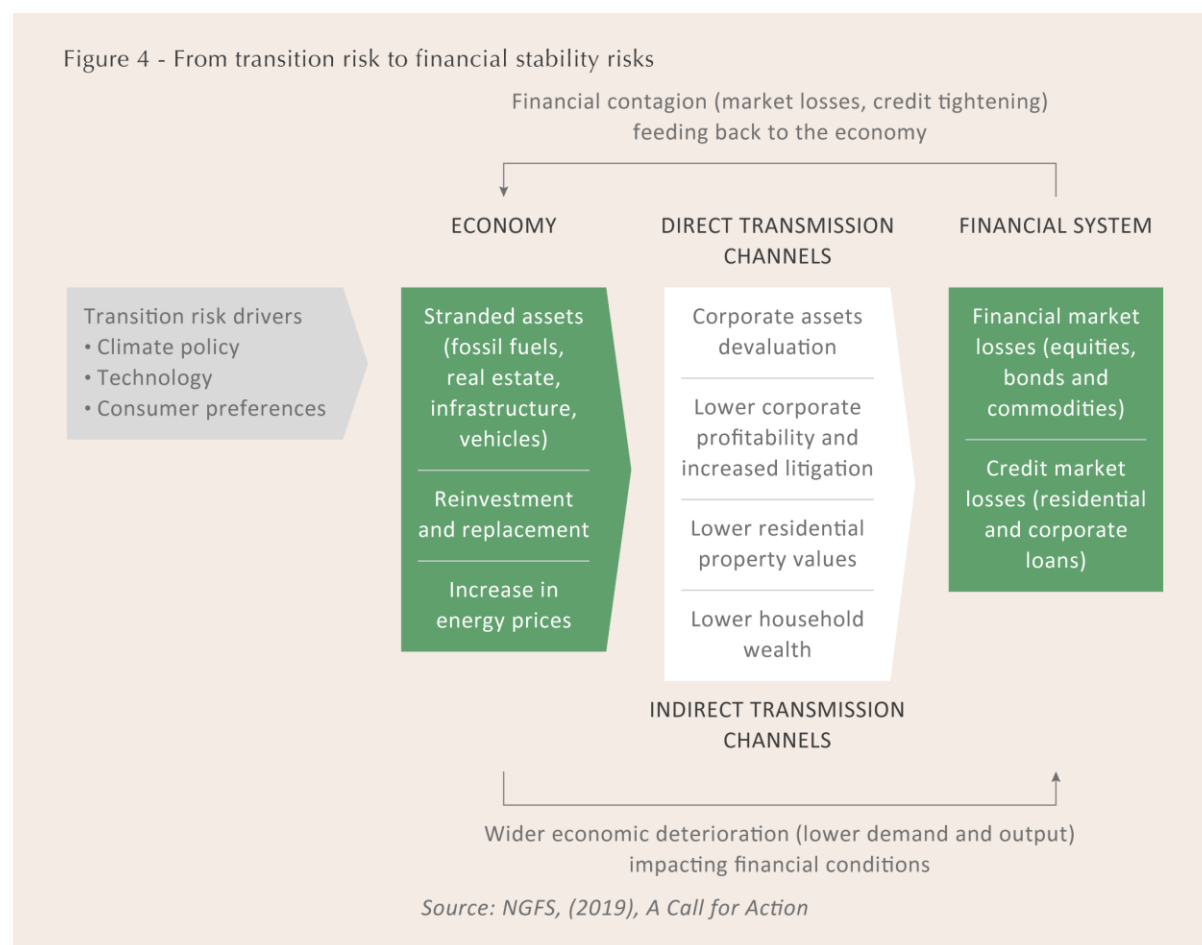 Figure 4 - From transition risk to financial stability risks
Financial contagion (market losses, credit tightening)
feeding back to the economy
ECONOMY
DIRECT TRANSMISSION
CHANNELS
FINANCIAL SYSTEM
Transition risk drivers
• Climate policy
• Technology
• Consumer preferences
Stranded assets
(fossil fuels,
real estate,
infrastructure,
vehicles)
Reinvestment
and replacement
Increase in
energy prices
Corporate assets
devaluation
Lower corporate
profitability and
increased litigation
Lower residential
property values
Lower household
wealth
Financial market
losses (equities,
bonds and
commodities)
Credit market
losses (residential
and corporate
loans)
INDIRECT TRANSMISSION
CHANNELS
Wider economic deterioration (lower demand and output)
impacting financial conditions
Source: NGFS, (2019), A Call for Action